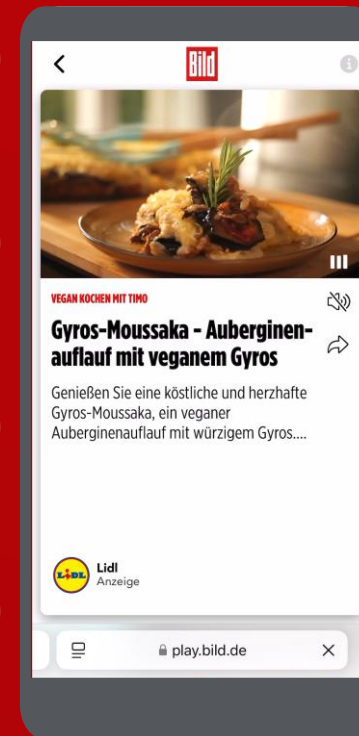 Bild
VEGAN KOCHEN MIT TIMO
Gyros-Moussaka - Auberginen-
auflauf mit veganem Gyros
Genießen Sie eine köstliche und herzhafte
Gyros-Moussaka, ein veganer
Auberginenauflauf mit würzigem Gyros....
LIDL
Lidl
Anzeige
play.bild.de